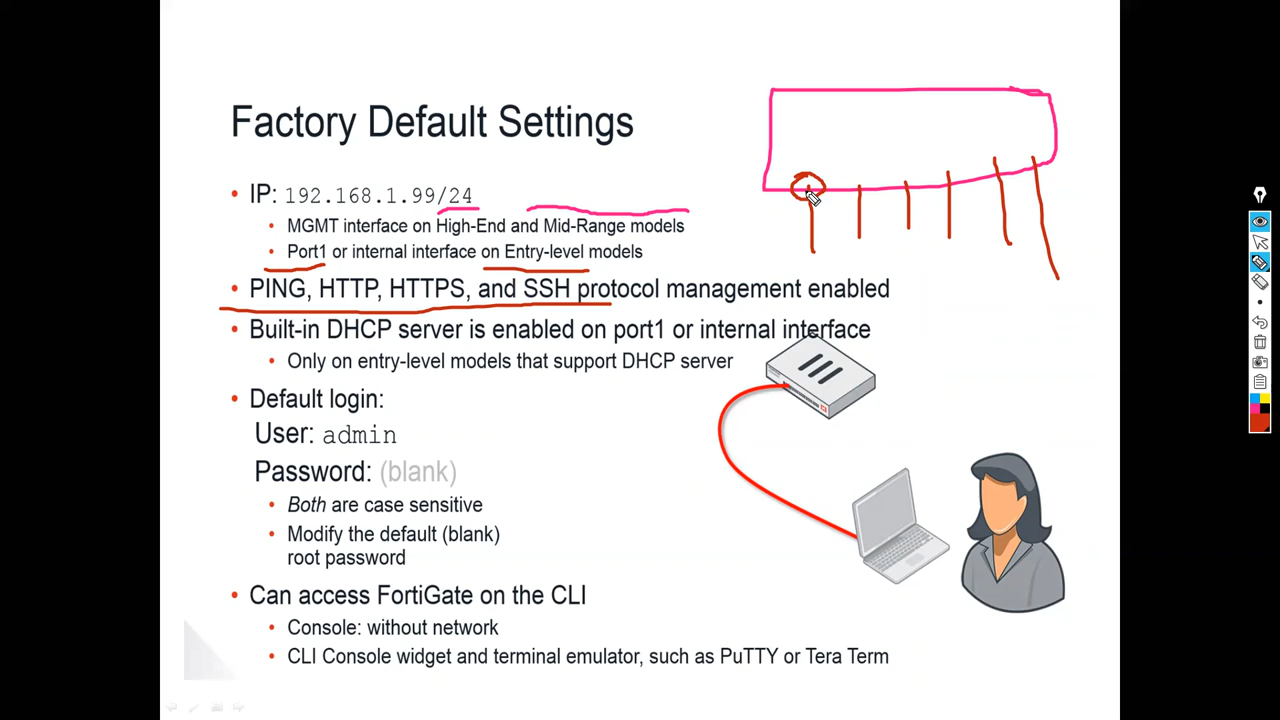 Factory Default Settings
• IP: 192.168.1.99/24
• MGMT interface on High-End and Mid-Range models
• Port1 or internal interface on Entry-level models
• PING, HTTP, HTTPS, and SSH protocol management enabled
• Built-in DHCP server is enabled on port1 or internal interface
• Only on entry-level models that support DHCP server
• Default login:
User: admin
Password: (blank)
• Both are case sensitive
• Modify the default (blank)
root password
• Can access FortiGate on the CLI
• Console: without network
• CLI Console widget and terminal emulator, such as PuTTY or Tera Term